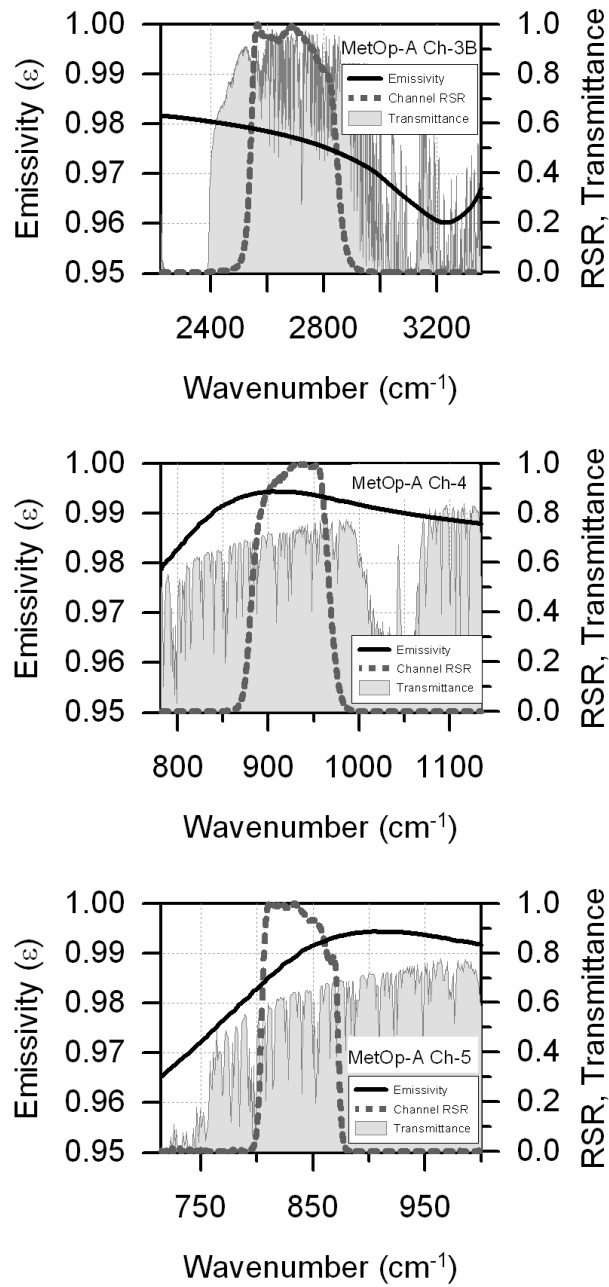 1.00
0.99
0.98
0.97
0.96
0.95
Emissivity (ε)
MetOp-A Ch-3B
Emissivity
Channel RSR
Transmittance
1.0
0.8
0.6
0.4
0.2
0.0
RSR, Transmittance
2400 2800 3200
Wavenumber (cm⁻¹)
1.00
0.99
0.98
0.97
0.96
0.95
Emissivity (ε)
MetOp-A Ch-4
Emissivity
Channel RSR
Transmittance
1.0
0.8
0.6
0.4
0.2
0.0
RSR, Transmittance
800 900 1000 1100
Wavenumber (cm⁻¹)
1.00
0.99
0.98
0.97
0.96
0.95
Emissivity (ε)
MetOp-A Ch-5
Emissivity
Channel RSR
Transmittance
1.0
0.8
0.6
0.4
0.2
0.0
RSR, Transmittance
750 850 950
Wavenumber (cm⁻¹)